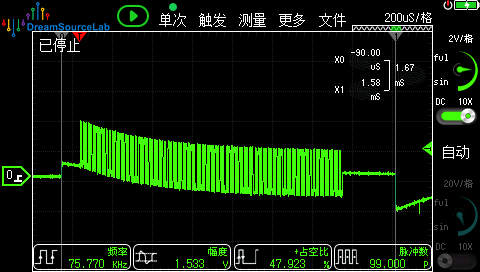 DreamSourceLab 单次 触发 测量 更多 文件 200uS/格
已停止
2V/格
X0 -90.00 uS 1.67 mS
X1 1.58 mS
ful
sin
DC 10X
自动
20V/格
ful
sin
DC 10X
0
频率 75.770 KHz
幅度 1.533 V
+占空比 47.923 %
脉冲数 99.000 p